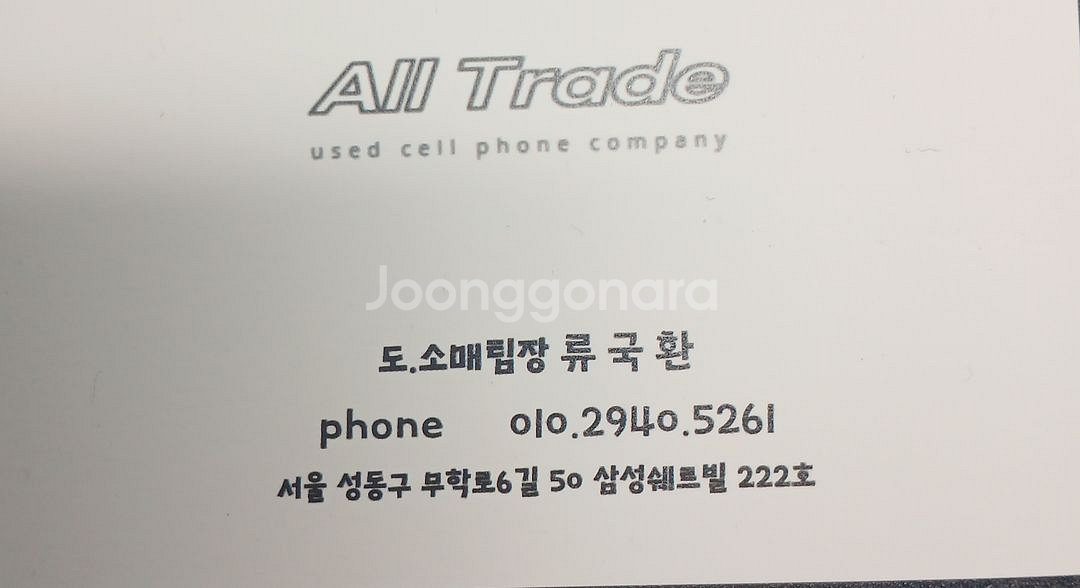 All Trade
used cell phone company
Joonggonara
도.소매팀장 류국환
phone 010.2940.5261
서울 성동구 무학로6길 50 삼성쉐르빌 222호